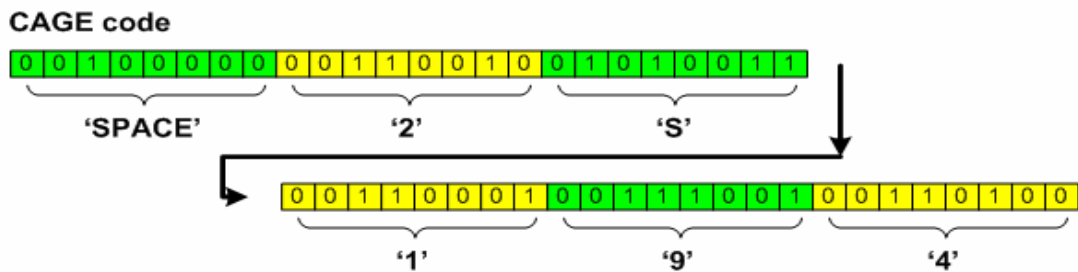 CAGE code
0 0 1 0 0 0 0 0 0 0 1 1 0 0 1 0 0 1 0 1 0 0 1 1
‘SPACE’ ‘2’ ‘S’
0 0 1 1 0 0 0 1 0 0 1 1 1 0 0 1 0 0 1 1 0 1 0 0
‘1’ ‘9’ ‘4’